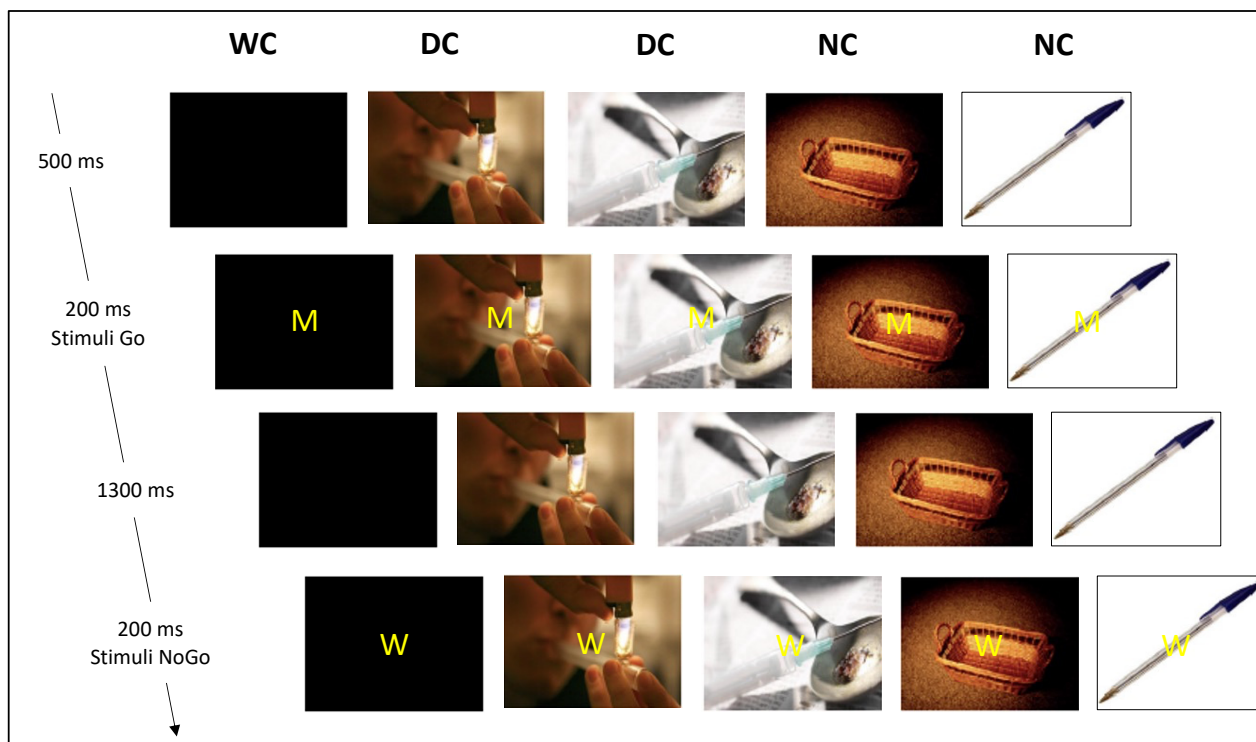 WC DC DC NC NC
500 ms
200 ms
Stimuli Go
M M M M M
1300 ms
200 ms
Stimuli NoGo
W W W W W